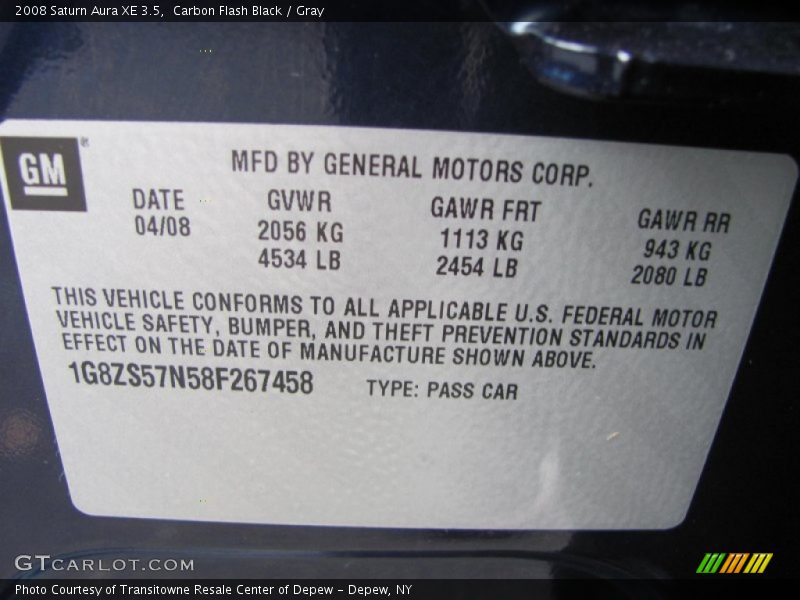 2008 Saturn Aura XE 3.5,  Carbon Flash Black / Gray
GM®
MFD BY GENERAL MOTORS CORP.
DATE GVWR GAWR FRT GAWR RR
04/08 2056 KG 1113 KG 943 KG
4534 LB 2454 LB 2080 LB
THIS VEHICLE CONFORMS TO ALL APPLICABLE U.S. FEDERAL MOTOR
VEHICLE SAFETY, BUMPER, AND THEFT PREVENTION STANDARDS IN
EFFECT ON THE DATE OF MANUFACTURE SHOWN ABOVE.
1G8ZS57N58F267458 TYPE: PASS CAR
GTCARLOT.COM
Photo Courtesy of Transitowne Resale Center of Depew – Depew, NY